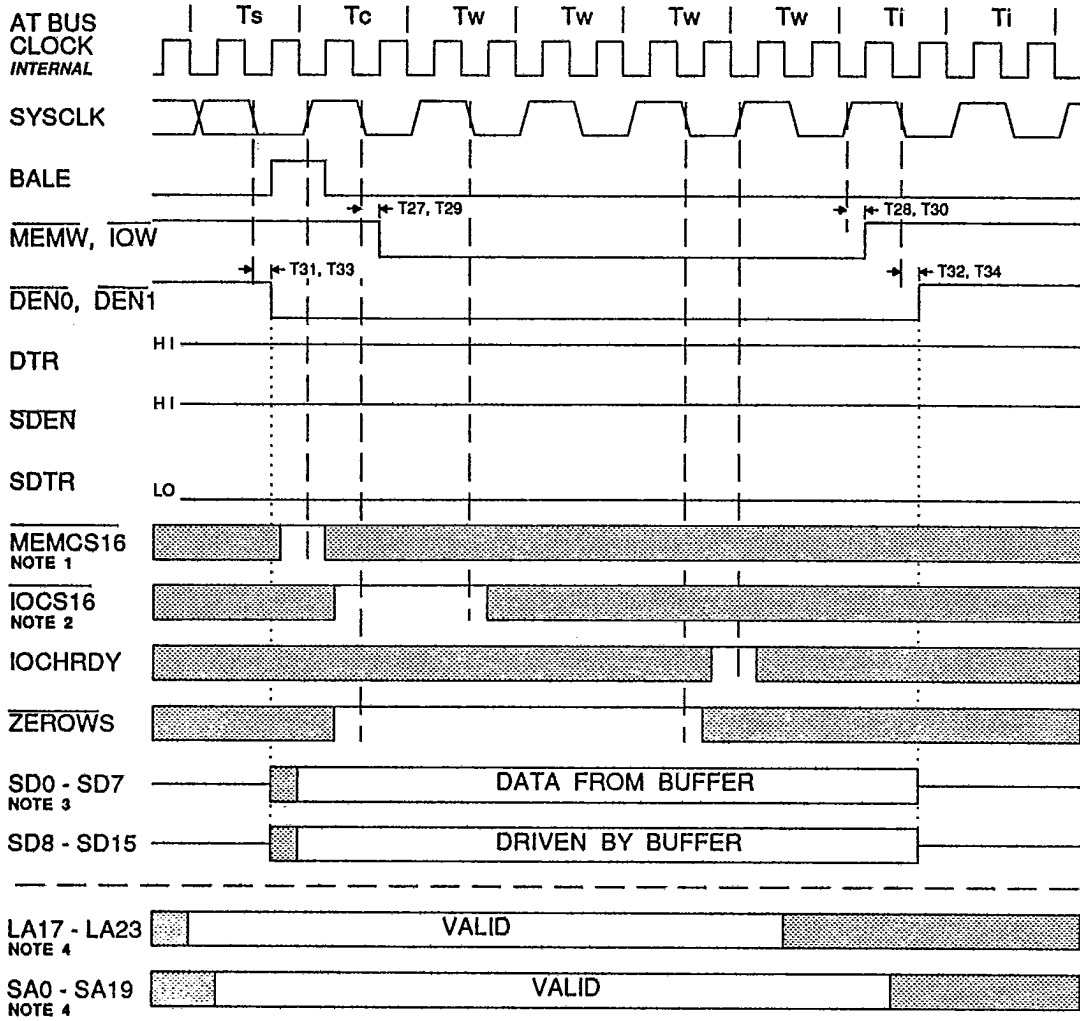 AT BUS CLOCK INTERNAL
Ts Tc Tw Tw Tw Tw Ti Ti
SYSCLK
BALE
T27, T29
T28, T30
MEMW, IOW
T31, T33
T32, T34
DEN0, DEN1
HI
DTR
HI
SDEN
SDTR
LO
MEMCS16
NOTE 1
IOCS16
NOTE 2
IOCHRDY
ZEROWS
SD0 - SD7
NOTE 3
DATA FROM BUFFER
SD8 - SD15
DRIVEN BY BUFFER
LA17 - LA23
NOTE 4
VALID
SA0 - SA19
NOTE 4
VALID